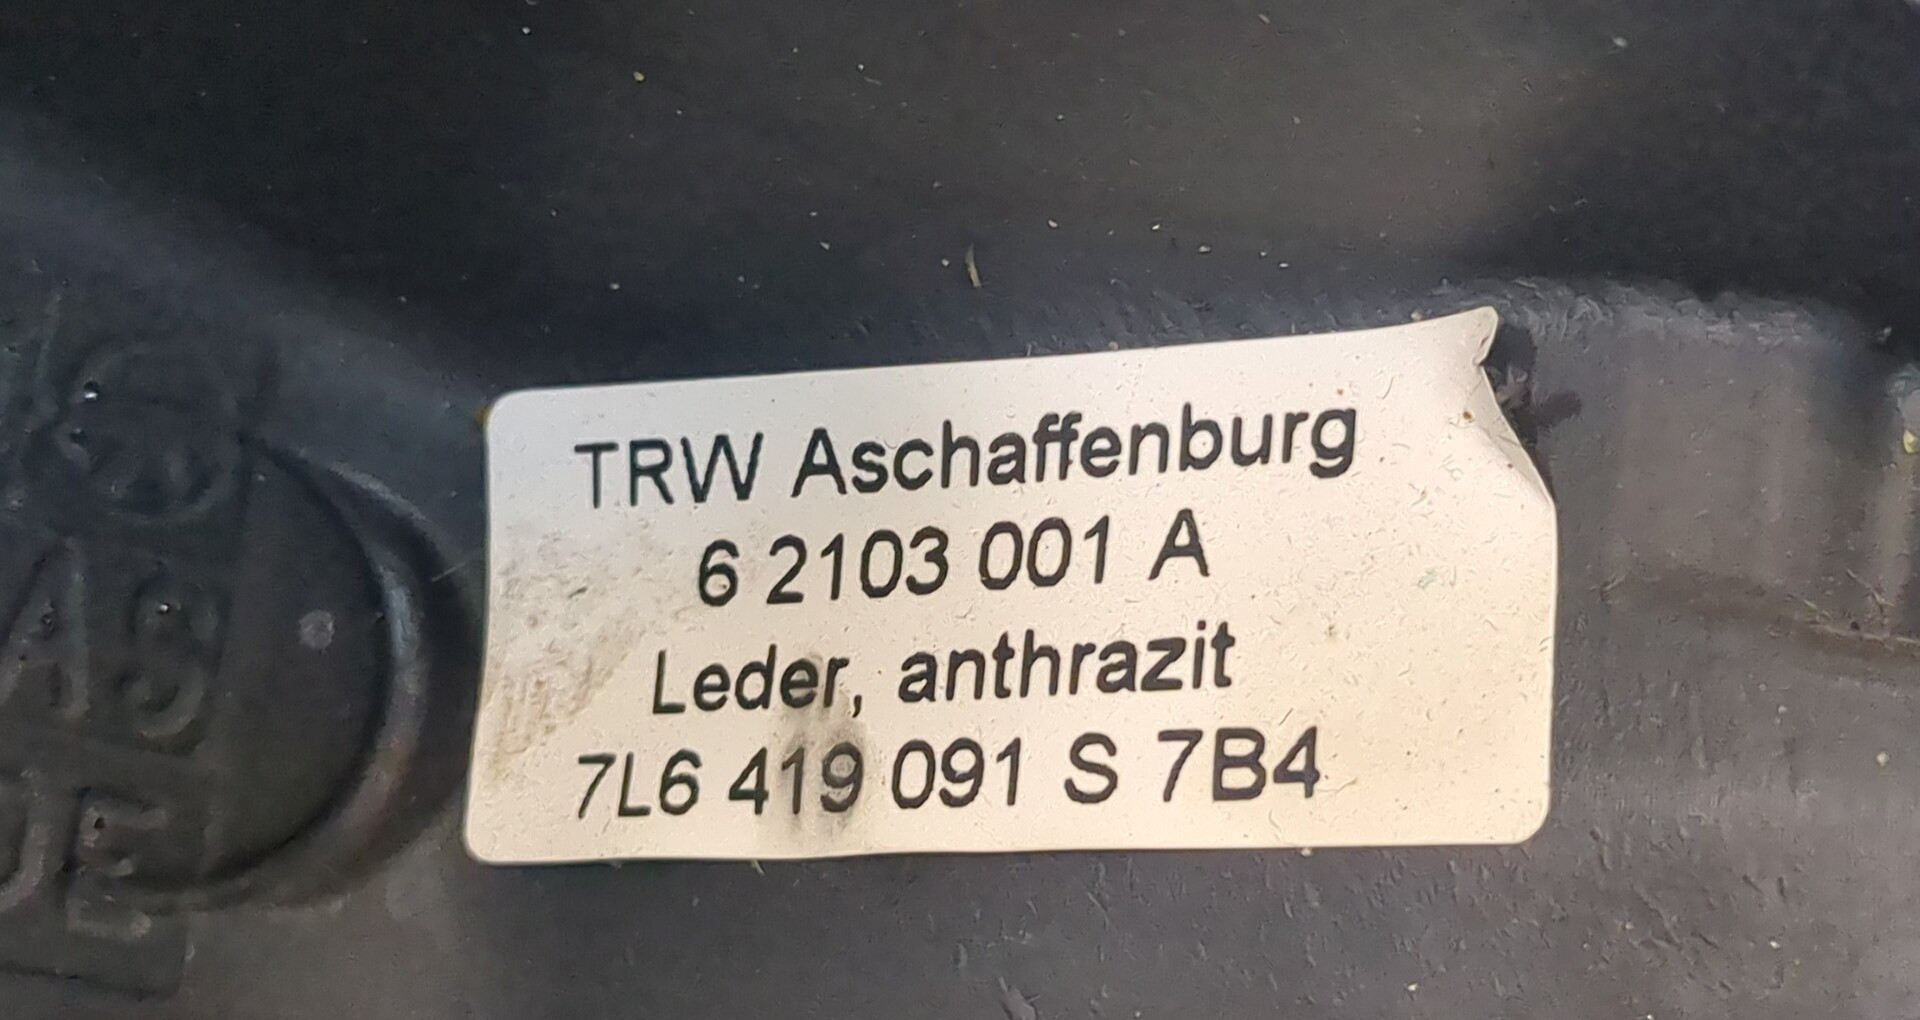 TRW Aschaffenburg
6 2103 001 A
Leder, anthrazit
7L6 419 091 S 7B4